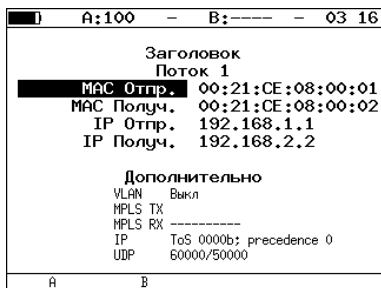 A:100 – B:---- – 03 16
Заголовок
Поток 1
MAC Отпр. 00:21:CE:08:00:01
MAC Получ. 00:21:CE:08:00:02
IP Отпр. 192.168.1.1
IP Получ. 192.168.2.2
Дополнительно
VLAN Выкл
MPLS TX
MPLS RX ----------
IP ToS 0000b; precedence 0
UDP 60000/50000
A B